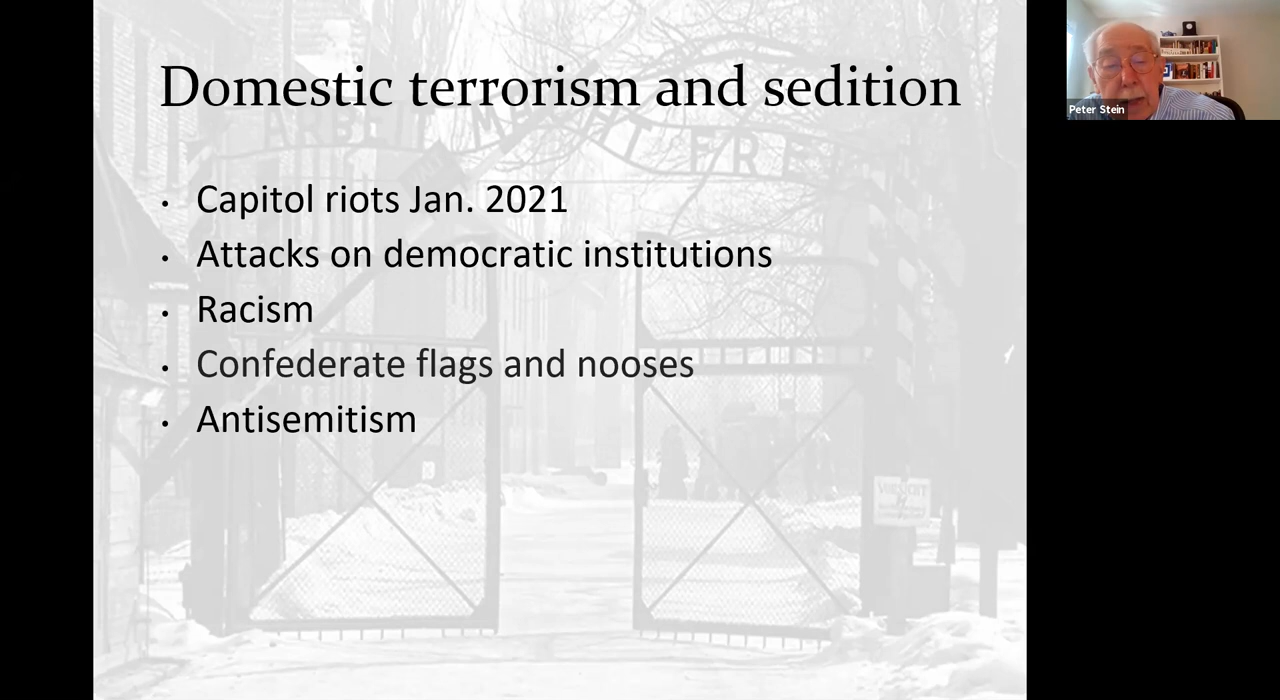 Domestic terrorism and sedition
• Capitol riots Jan. 2021
• Attacks on democratic institutions
• Racism
• Confederate flags and nooses
• Antisemitism
Peter Stein